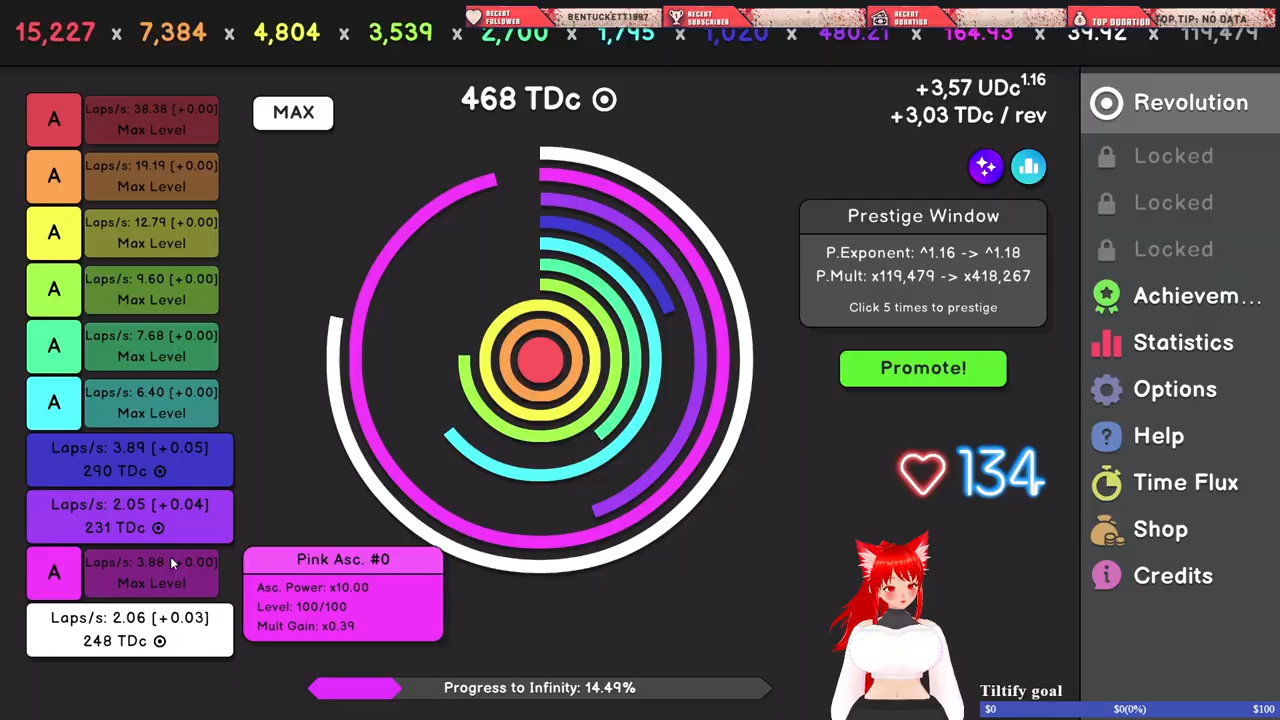 RECENT FOLLOWER
BENTUCKETT1997
RECENT SUBSCRIBER
RECENT DONATION
TOP DONATION
TOP TIP: NO DATA
15,227 x 7,384 x 4,804 x 3,539 x 2,700 x 1,795 x 1,020 x 480.21 x 164.93 x 39.92 x 119,479
468 TDc
+3,57 UDc^1.16
+3,03 TDc / rev
MAX
A
Laps/s: 38.38 [+0.00]
Max Level
A
Laps/s: 19.19 [+0.00]
Max Level
A
Laps/s: 12.79 [+0.00]
Max Level
A
Laps/s: 9.60 [+0.00]
Max Level
A
Laps/s: 7.68 [+0.00]
Max Level
A
Laps/s: 6.40 [+0.00]
Max Level
Laps/s: 3.89 [+0.05]
290 TDc
Laps/s: 2.05 [+0.04]
231 TDc
A
Laps/s: 3.88 [+0.00]
Max Level
Laps/s: 2.06 [+0.03]
248 TDc
Pink Asc. #0
Asc. Power: x10.00
Level: 100/100
Mult Gain: x0.39
Progress to Infinity: 14.49%
Prestige Window
P.Exponent: ^1.16 -> ^1.18
P.Mult: x119,479 -> x418,267
Click 5 times to prestige
Promote!
134
Revolution
Locked
Locked
Locked
Achievem...
Statistics
Options
Help
Time Flux
Shop
Credits
Tiltify goal
$0
$0(0%)
$100